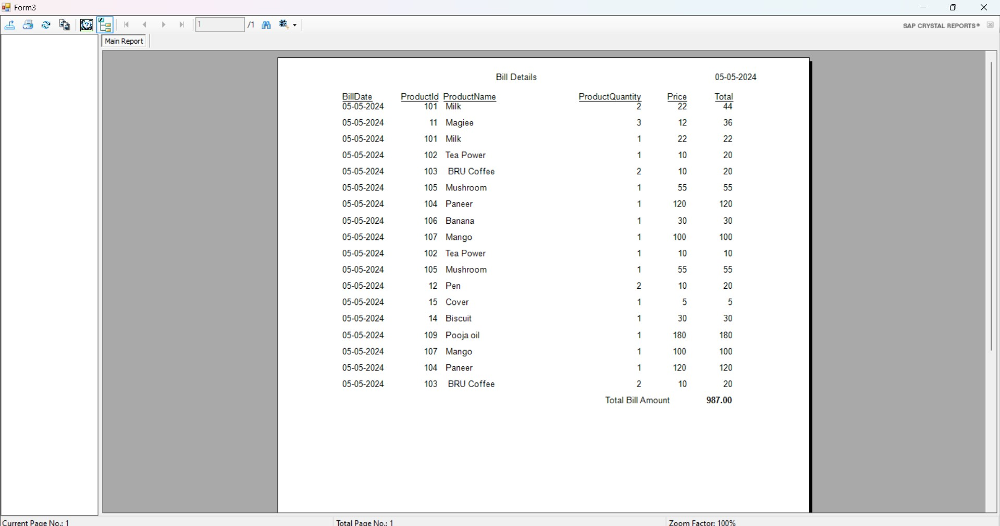 Form3
1 /1 SAP CRYSTAL REPORTS®
Main Report
Bill Details 05-05-2024
BillDate ProductId ProductName ProductQuantity Price Total
05-05-2024 101 Milk 2 22 44
05-05-2024 11 Magiee 3 12 36
05-05-2024 101 Milk 1 22 22
05-05-2024 102 Tea Power 1 10 20
05-05-2024 103 BRU Coffee 2 10 20
05-05-2024 105 Mushroom 1 55 55
05-05-2024 104 Paneer 1 120 120
05-05-2024 106 Banana 1 30 30
05-05-2024 107 Mango 1 100 100
05-05-2024 102 Tea Power 1 10 10
05-05-2024 105 Mushroom 1 55 55
05-05-2024 12 Pen 2 10 20
05-05-2024 15 Cover 1 5 5
05-05-2024 14 Biscuit 1 30 30
05-05-2024 109 Pooja oil 1 180 180
05-05-2024 107 Mango 1 100 100
05-05-2024 104 Paneer 1 120 120
05-05-2024 103 BRU Coffee 2 10 20
Total Bill Amount 987.00
Current Page No.: 1 Total Page No.: 1 Zoom Factor: 100%